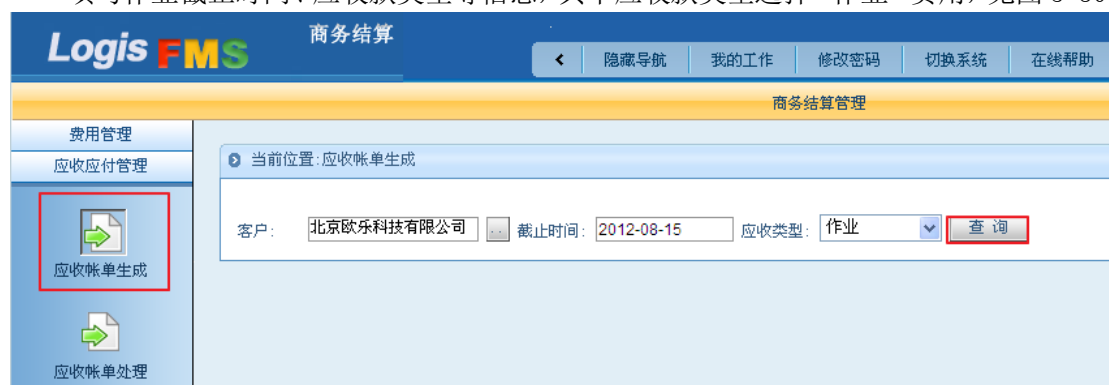 商务结算
Logis FMS
隐藏导航 我的工作 修改密码 切换系统 在线帮助
商务结算管理
费用管理
应收应付管理
当前位置:应收帐单生成
客户: 北京欧乐科技有限公司 .. 截止时间: 2012-08-15 应收类型: 作业 查 询
应收帐单生成
应收帐单处理